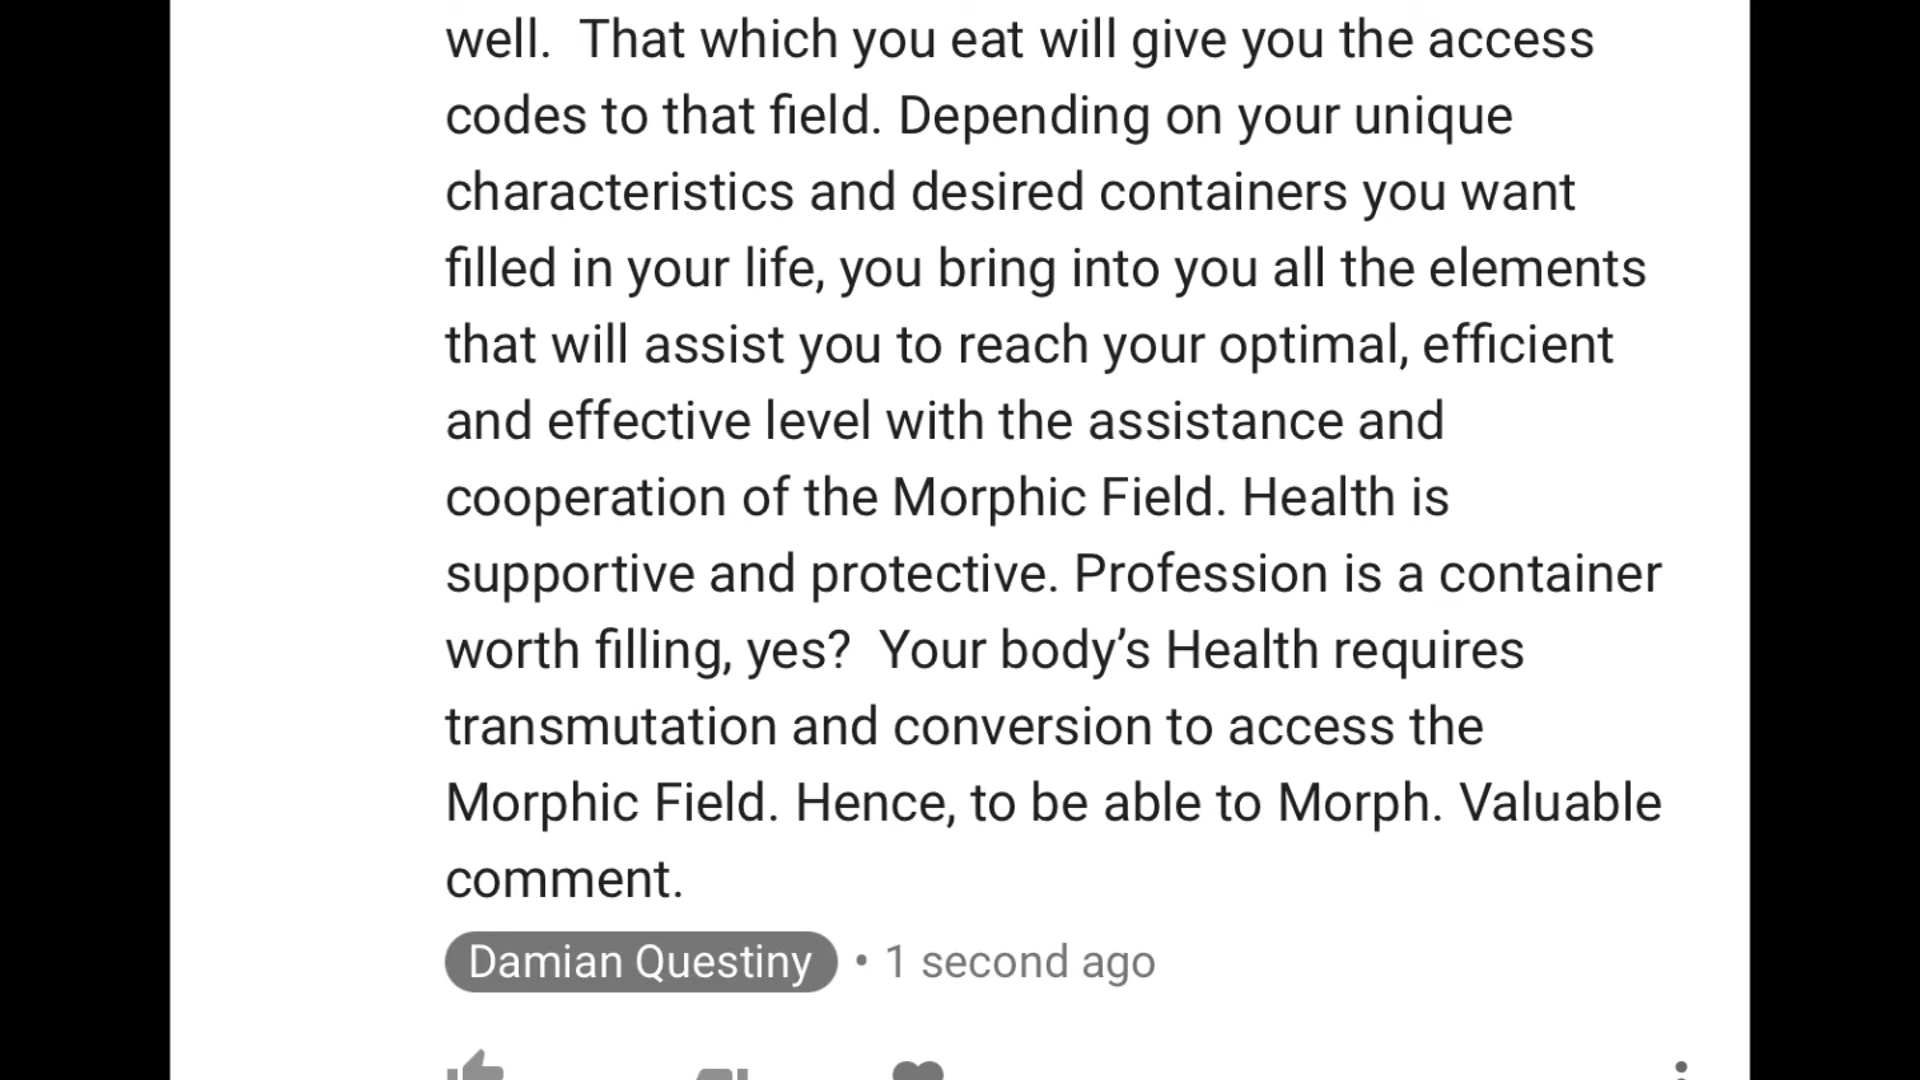 well.  That which you eat will give you the access
codes to that field. Depending on your unique
characteristics and desired containers you want
filled in your life, you bring into you all the elements
that will assist you to reach your optimal, efficient
and effective level with the assistance and
cooperation of the Morphic Field. Health is
supportive and protective. Profession is a container
worth filling, yes?  Your body’s Health requires
transmutation and conversion to access the
Morphic Field. Hence, to be able to Morph. Valuable
comment.
Damian Questiny • 1 second ago